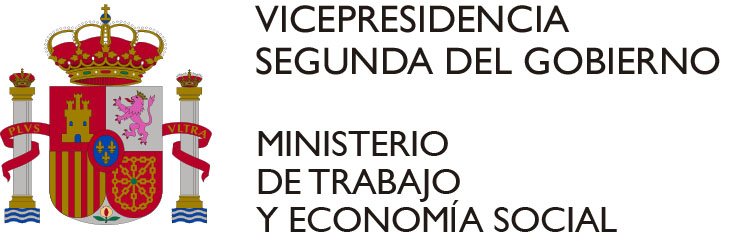 VICEPRESIDENCIA
SEGUNDA DEL GOBIERNO
MINISTERIO
DE TRABAJO
Y ECONOMÍA SOCIAL
PLVS VLTRA